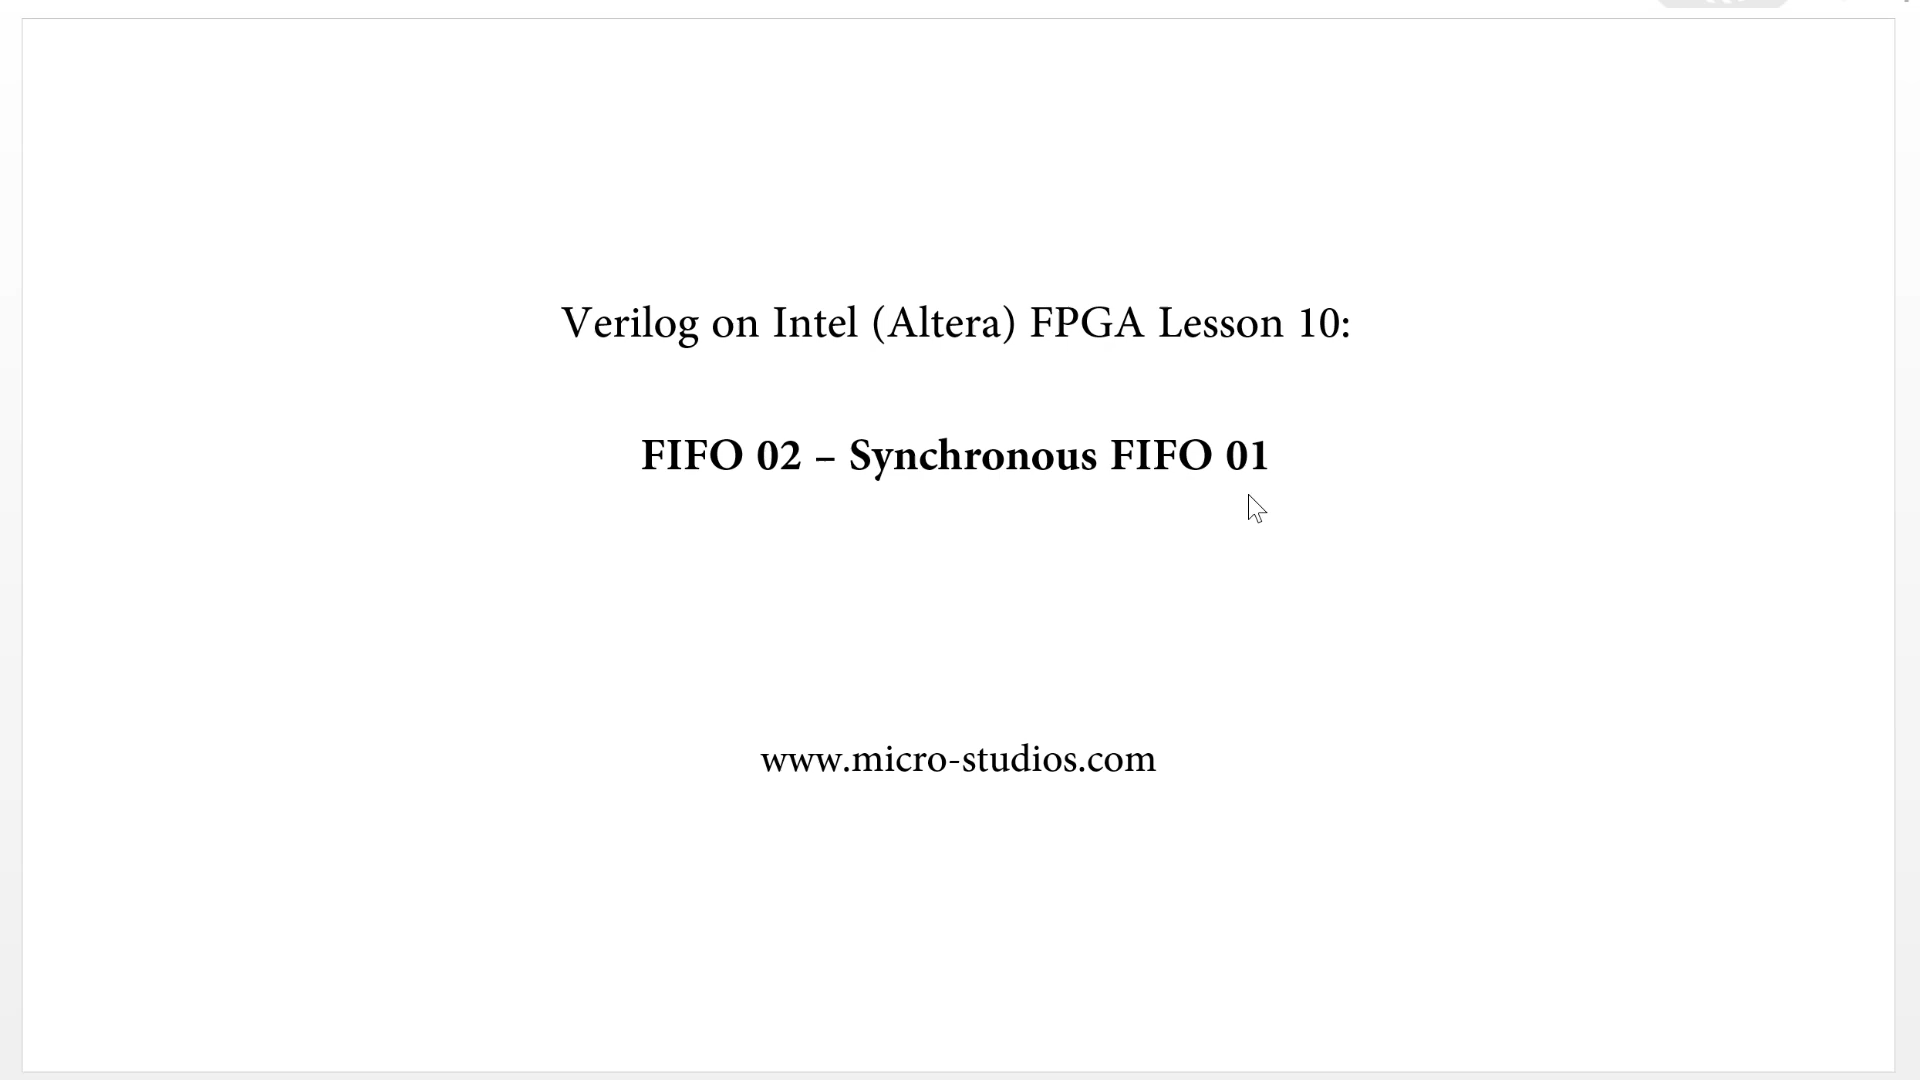 Verilog on Intel (Altera) FPGA Lesson 10:
FIFO 02 – Synchronous FIFO 01
www.micro-studios.com